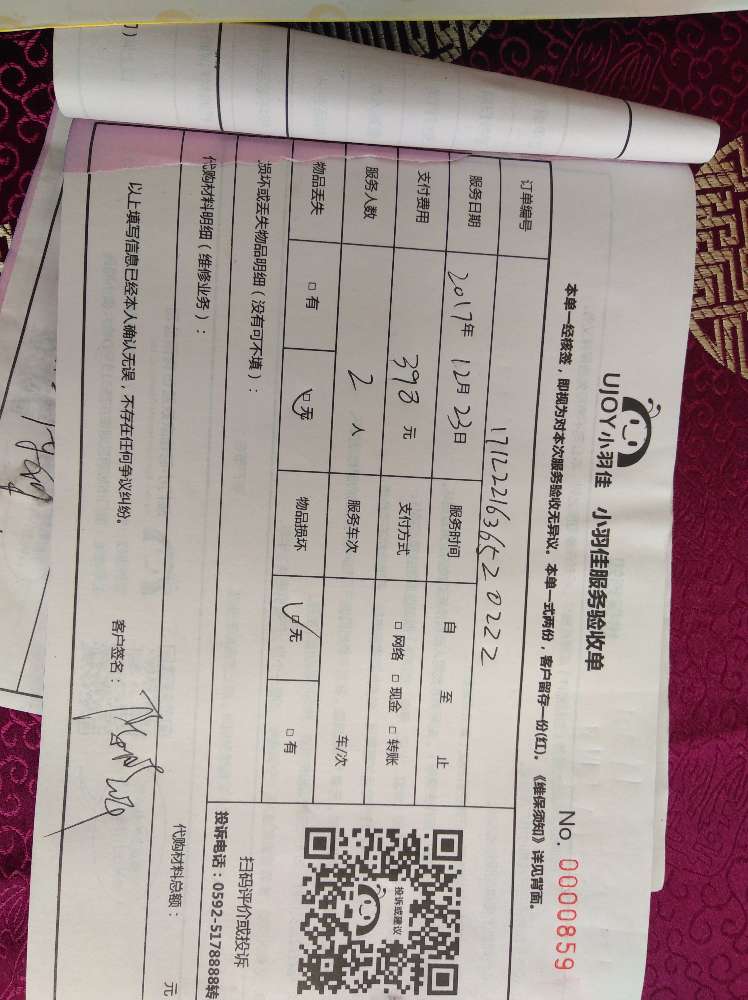 UJOY小羽佳 小羽佳服务验收单
No. 0000859
本单一经核签，即视为对本次服务验收无异议。本单一式两份，客户留存一份(红)。《维保须知》详见背面。
订单编号 171221636520222
服务日期 2017年 12月 23日 服务时间 自 至 止
支付费用 398 元 支付方式 □ 网络 □ 现金 □ 转账
服务人数 2 人 服务车次 车/次
物品丢失 □ 有 □ 无 物品损坏 □ 无 □ 有
损坏或丢失物品明细（没有可不填）：
投诉或建议
扫码评价或投诉
投诉电话：0592-5178888转
代购材料明细（维修业务）：
代购材料总额： 元
以上填写信息已经本人确认无误，不存在任何争议纠纷。
客户签名：